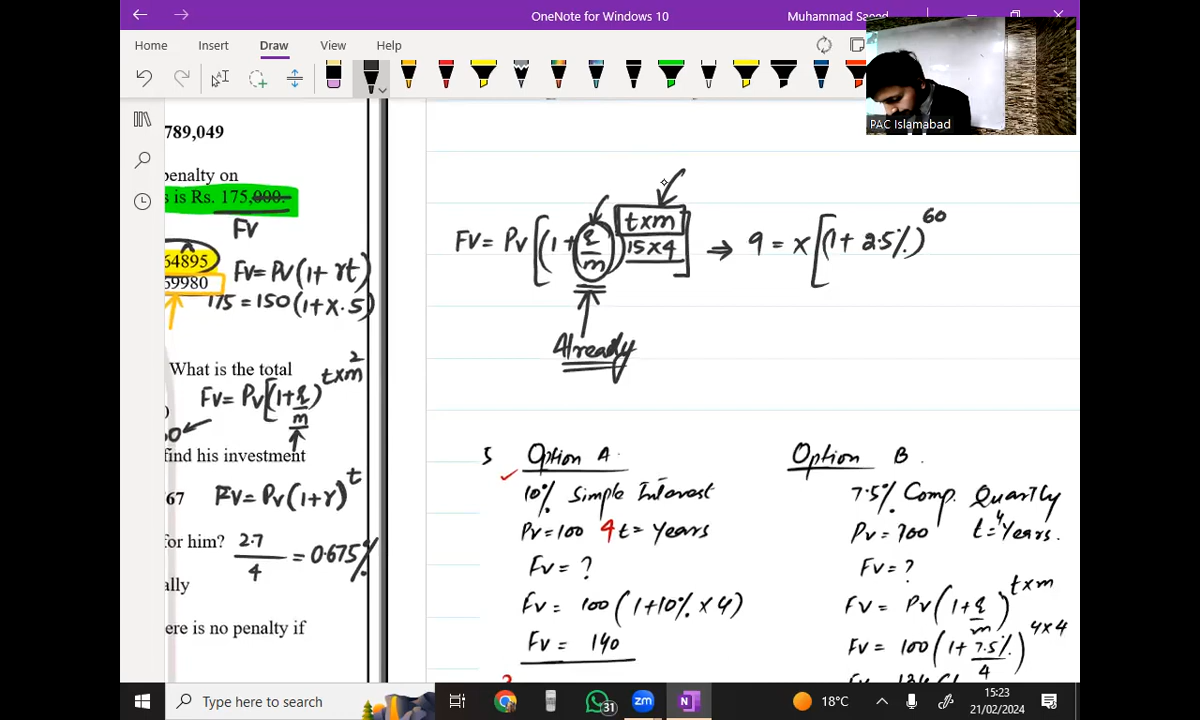 OneNote for Windows 10
Muhammad Saeed
Home Insert Draw View Help
PAC Islamabad
789,049
penalty on
s is Rs. 175,000.
FV
64895
FV = PV(1 + rt)
59980
175 = 150(1+x.5)
What is the total
FV = PV[1+r/m)^txm 2
find his investment
67 FV = PV(1+r)^t
for him? 2.7/4 = 0.675%
ally
ere is no penalty if
FV = PV[(1+r/m)^txm 15x4] ⇒ 9 = x[(1+2.5%)^60
Already
5 Option A
10% Simple Interest
PV=100 4 t= Years
FV = ?
FV = 100(1+10% x 4)
FV = 140
Option B.
7.5% Comp. Quartly
PV = 100 t=4 Years.
FV = ?
FV = PV(1+r/m)^txm
FV = 100(1+7.5%/4)^4x4
Type here to search
31
zm
N
18°C
15:23
21/02/2024